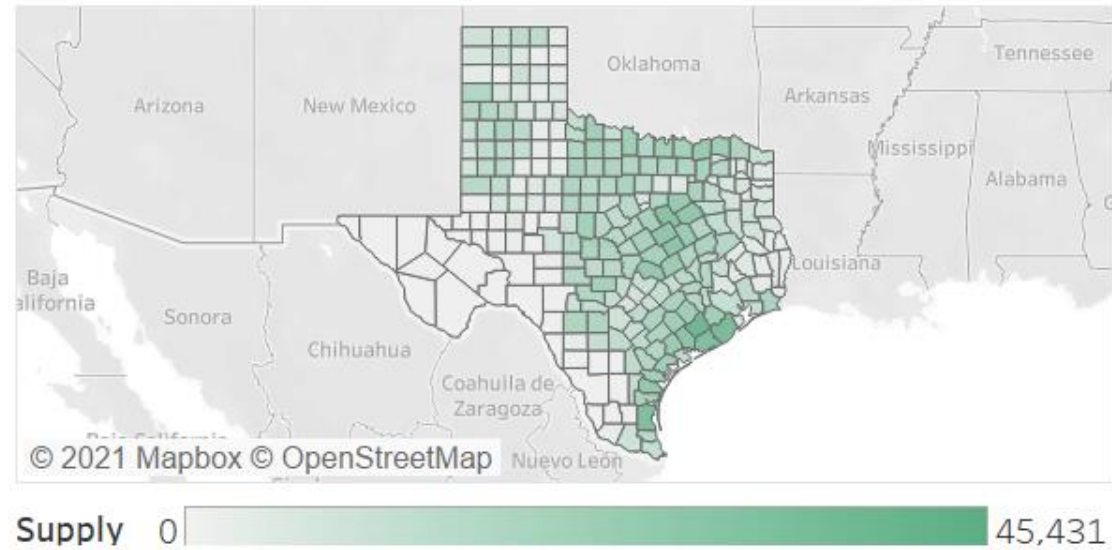 Oklahoma
Tennessee
Arizona
New Mexico
Arkansas
Mississippi
Alabama
Louisiana
Baja
alifornia
Sonora
Chihuahua
Coahuila de
Zaragoza
© 2021 Mapbox © OpenStreetMap
Nuevo León
Supply 0 45,431